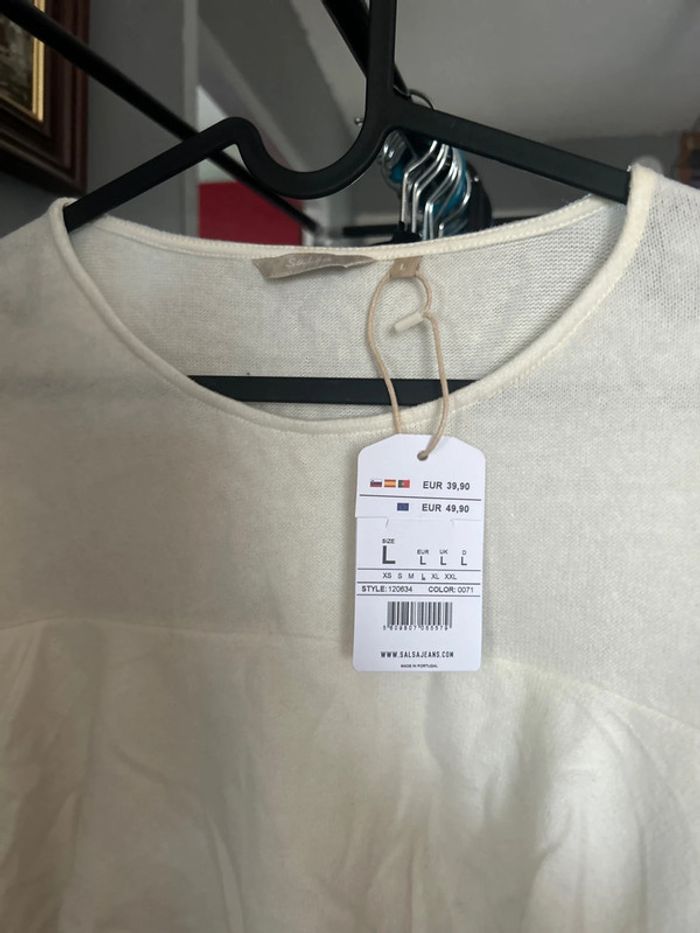 Salsa
L
EUR 39,90
EUR 49,90
SIZE
L
EUR UK D
L L L
XS S M L XL XXL
STYLE: 120634 COLOR: 0071
WWW.SALSAJEANS.COM
MADE IN PORTUGAL